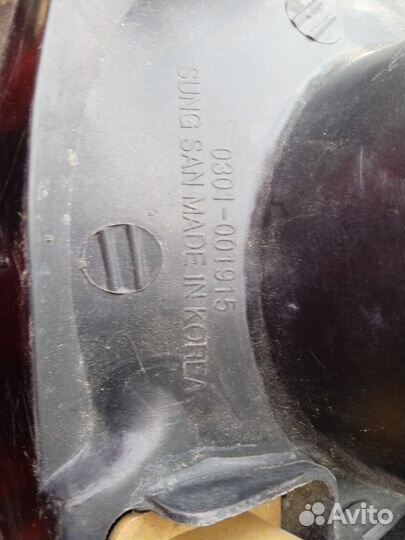 0301-001915
SUNG SAN MADE IN KOREA
Avito